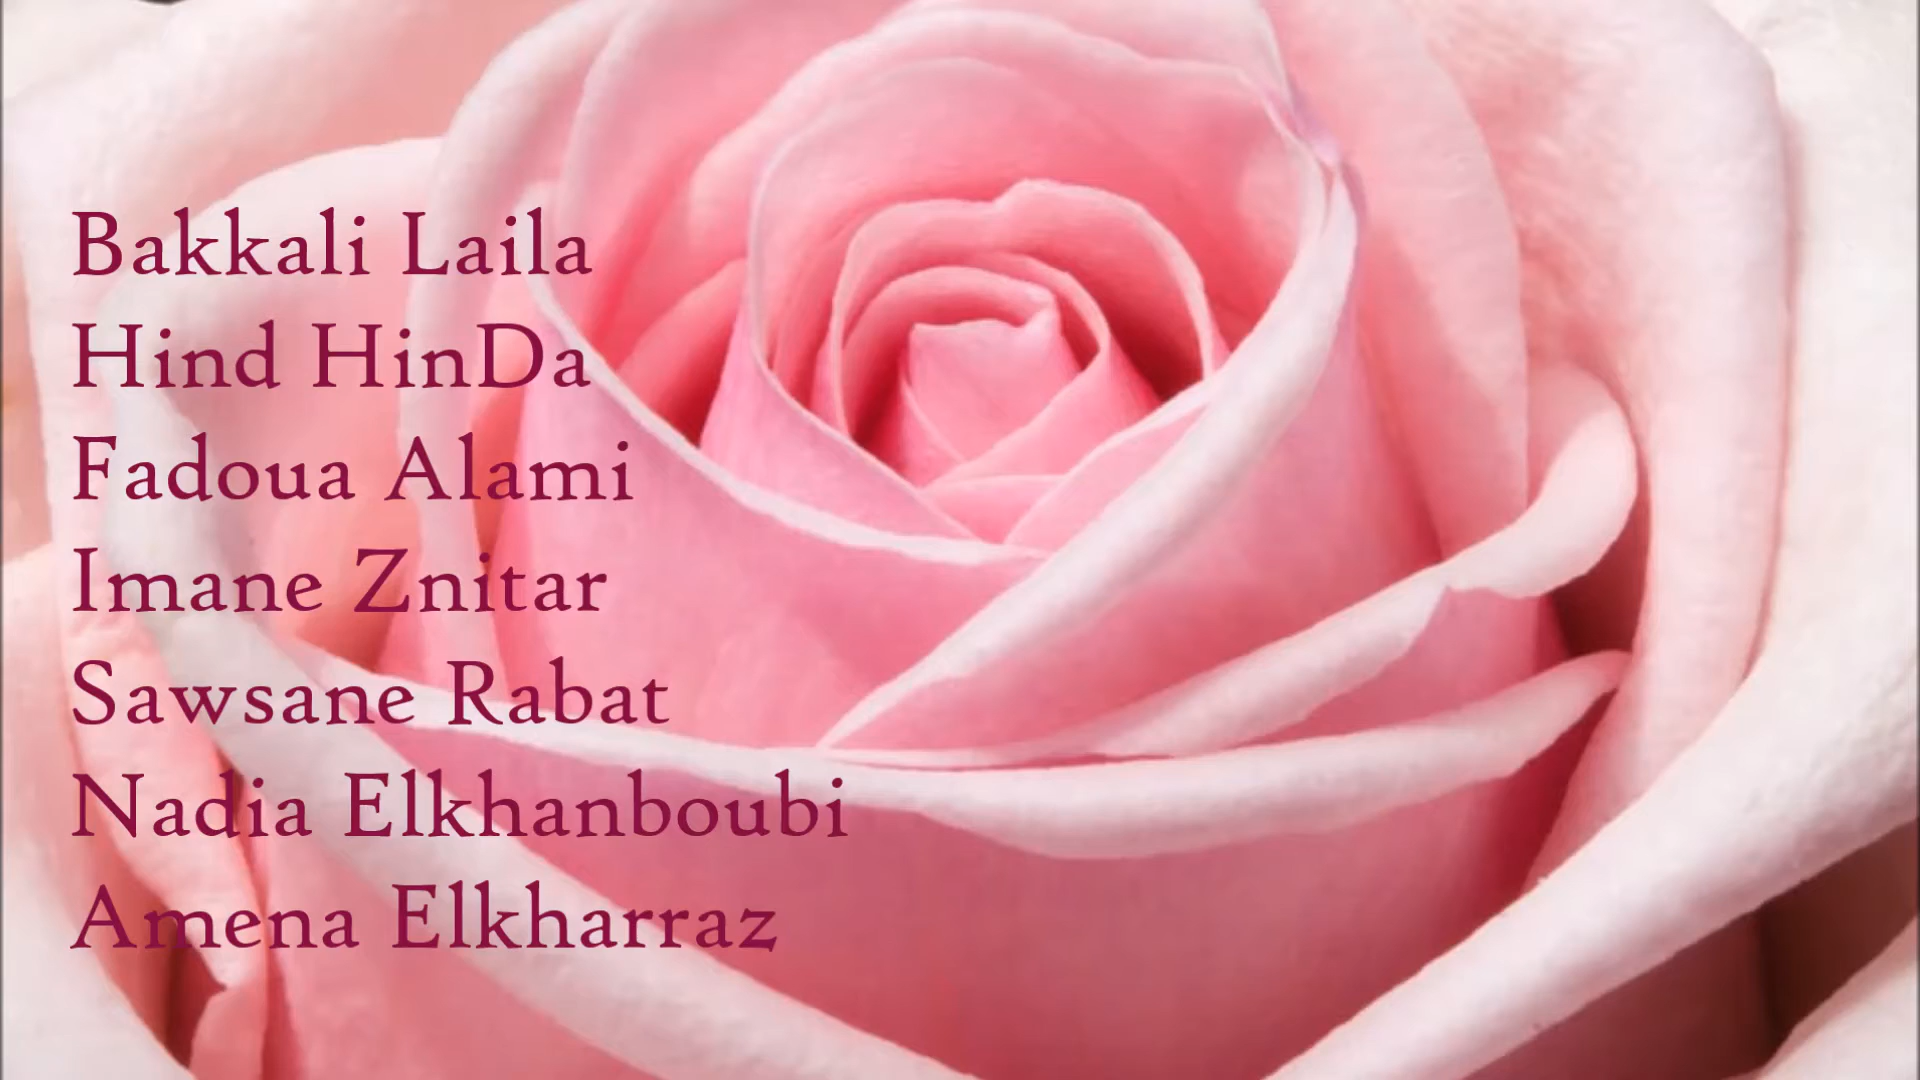 Bakkali Laila
Hind HinDa
Fadoua Alami
Imane Znitar
Sawsane Rabat
Nadia Elkhanboubi
Amena Elkharraz